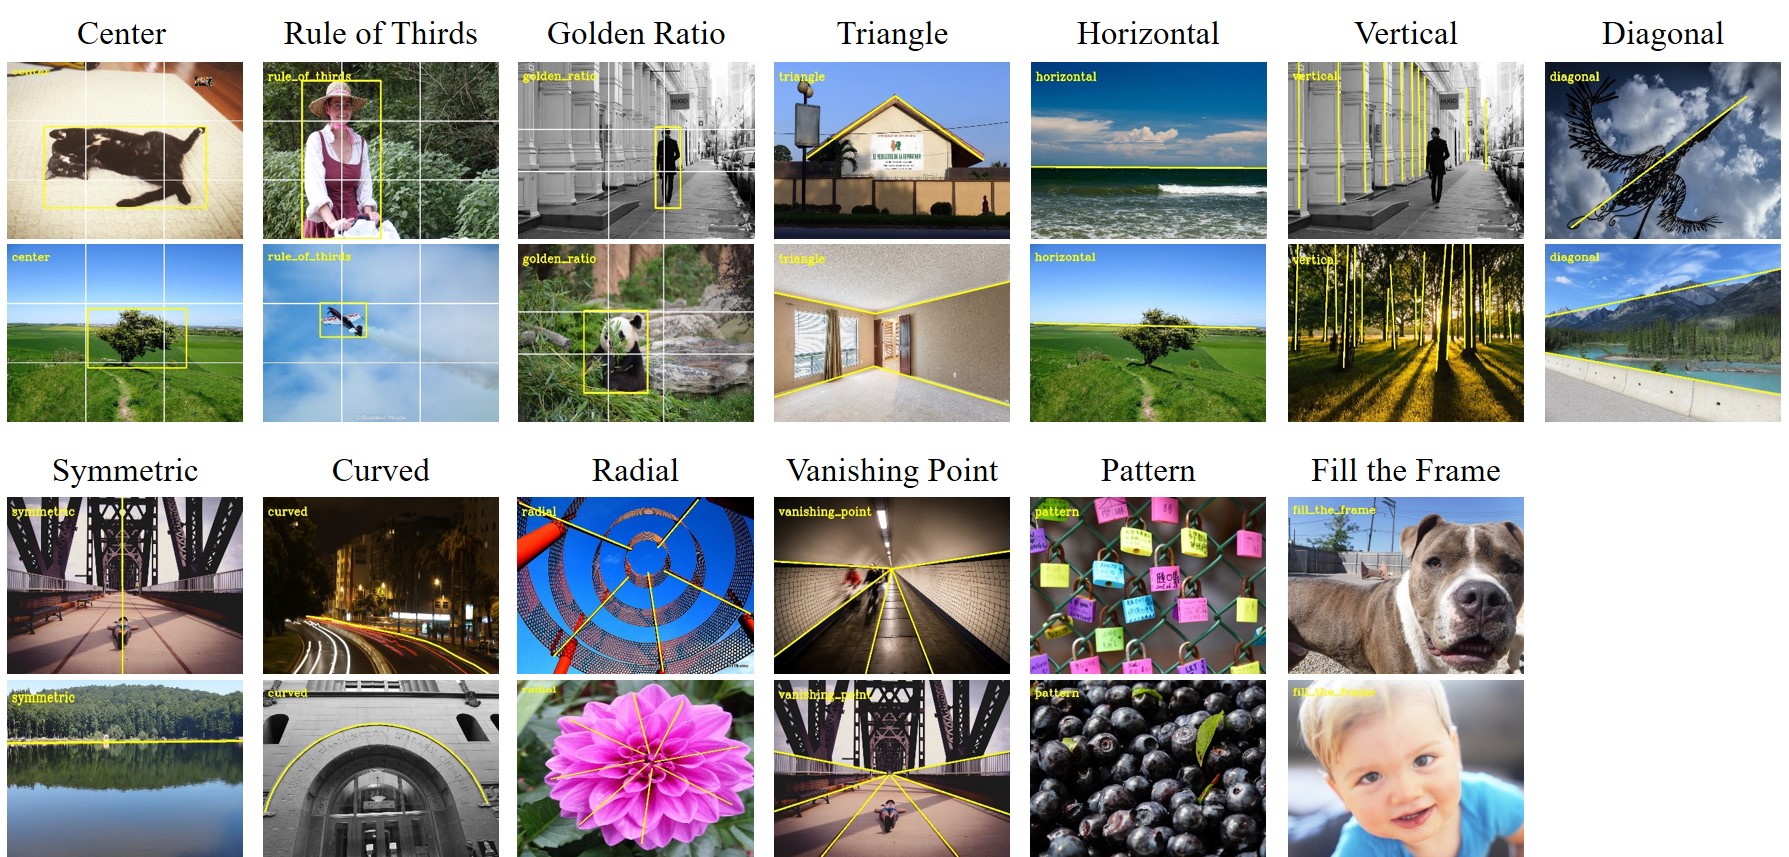 Center
Rule of Thirds
Golden Ratio
Triangle
Horizontal
Vertical
Diagonal
center
rule_of_thirds
golden_ratio
triangle
horizontal
vertical
diagonal
HUGO
HUGO
center
rule_of_thirds
golden_ratio
triangle
horizontal
vertical
diagonal
Symmetric
Curved
Radial
Vanishing Point
Pattern
Fill the Frame
symmetric
curved
radial
vanishing_point
pattern
fill_the_frame
symmetric
curved
radial
vanishing_point
pattern
fill_the_frame